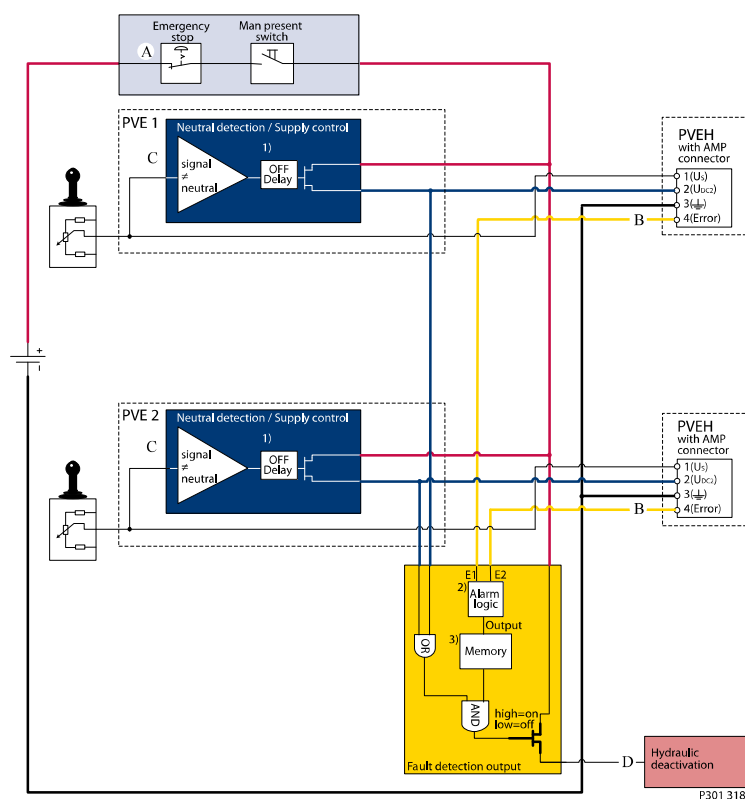 Emergency
stop
Man present
switch
A
PVE 1
Neutral detection / Supply control
C
signal
≠
neutral
1)
OFF
Delay
PVEH
with AMP
connector
1(Us)
2(UDC2)
3(⏚)
4(Error)
B
+
−
PVE 2
Neutral detection / Supply control
C
signal
≠
neutral
1)
OFF
Delay
PVEH
with AMP
connector
1(Us)
2(UDC2)
3(⏚)
4(Error)
B
E1 E2
2)
Alarm
logic
Output
3)
Memory
OR
AND
high=on
low=off
Fault detection output
D
Hydraulic
deactivation
P301 318